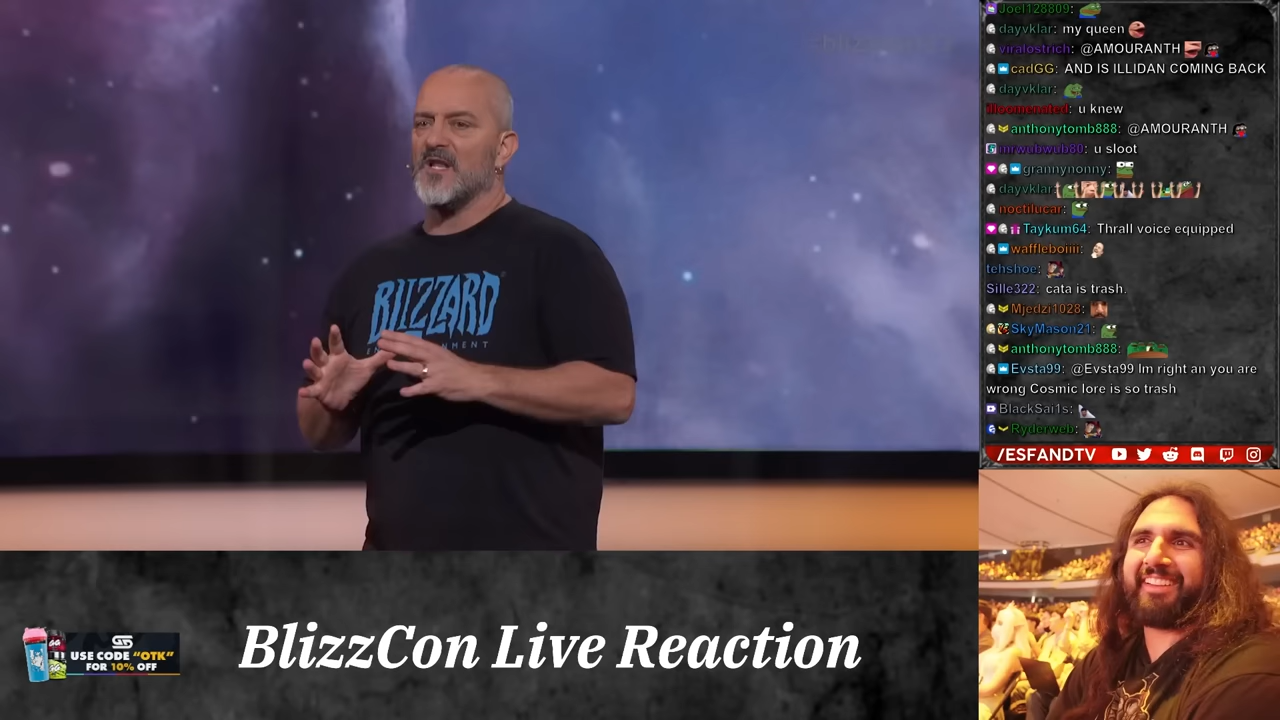 BLIZZARD
ENTERTAINMENT
USE CODE "OTK"
FOR 10% OFF
BlizzCon Live Reaction
Joel128809:
dayvklar: my queen
viralostrich: @AMOURANTH
cadGG: AND IS ILLIDAN COMING BACK
dayvklar:
illsomenated: u knew
anthonytomb888: @AMOURANTH
mrwubwub80: u sloot
grannynonny:
dayvklar:
noctilucar:
Taykum64: Thrall voice equipped
waffleboiiii:
tehshoe:
Sille322: cata is trash.
Mjedzi1028:
SkyMason21:
anthonytomb888:
Evsta99: @Evsta99 Im right an you are
wrong Cosmic lore is so trash
BlackSai1s:
Ryderweb:
/ESFANDTV